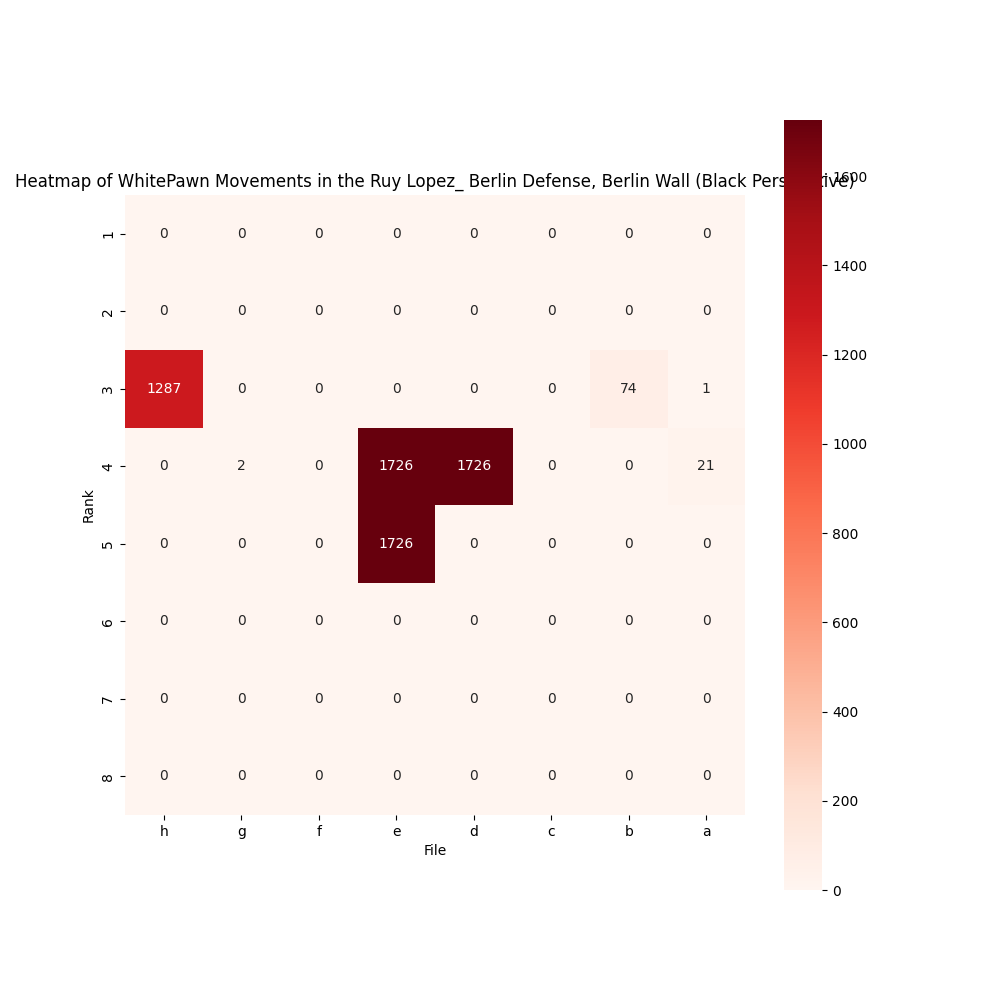 Heatmap of WhitePawn Movements in the Ruy Lopez_ Berlin Defense, Berlin Wall (Black Pers
1600
1 0 0 0 0 0 0 0 0
1400
2 0 0 0 0 0 0 0 0
1200
3 1287 0 0 0 0 0 74 1
1000
4 0 2 0 1726 1726 0 0 21
Rank
5 0 0 0 1726 0 0 0 0
800
6 0 0 0 0 0 0 0 0
600
7 0 0 0 0 0 0 0 0
400
8 0 0 0 0 0 0 0 0
200
h g f e d c b a
File
0